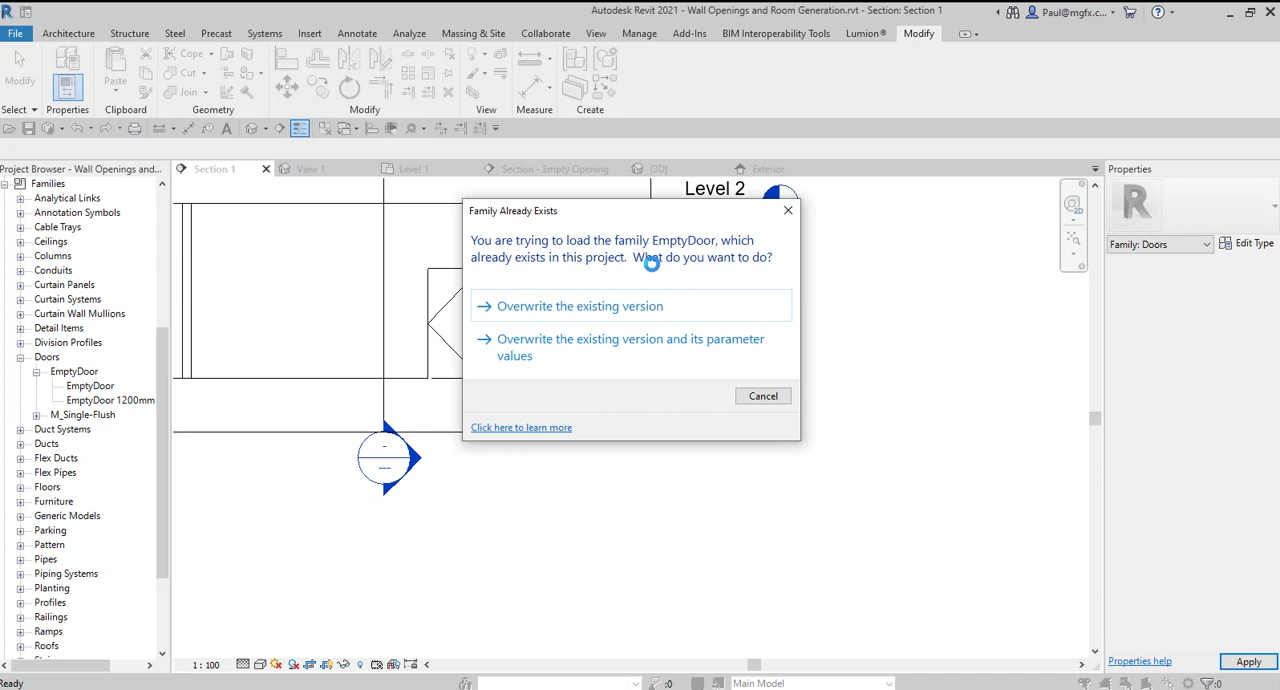 Autodesk Revit 2021 - Wall Openings and Room Generation.rvt - Section: Section 1
Paul@mgfx.c...
File Architecture Structure Steel Precast Systems Insert Annotate Analyze Massing & Site Collaborate View Manage Add-Ins BIM Interoperability Tools Lumion® Modify
Modify
Paste
Cope
Cut
Join
Select Properties Clipboard Geometry Modify View Measure Create
Project Browser - Wall Openings and...
Section 1
View 1
Level 1
Section - Empty Opening
{3D}
Exterior
Properties
Families
Analytical Links
Annotation Symbols
Cable Trays
Ceilings
Columns
Conduits
Curtain Panels
Curtain Systems
Curtain Wall Mullions
Detail Items
Division Profiles
Doors
EmptyDoor
EmptyDoor
EmptyDoor 1200mm
M_Single-Flush
Duct Systems
Ducts
Flex Ducts
Flex Pipes
Floors
Furniture
Generic Models
Parking
Pattern
Pipes
Piping Systems
Planting
Profiles
Railings
Ramps
Roofs
Level 2
Family Already Exists
You are trying to load the family EmptyDoor, which
already exists in this project. What do you want to do?
Overwrite the existing version
Overwrite the existing version and its parameter
values
Cancel
Click here to learn more
2D
R
Family: Doors
Edit Type
Properties help
Apply
1 : 100
Ready
:0
Main Model
:0